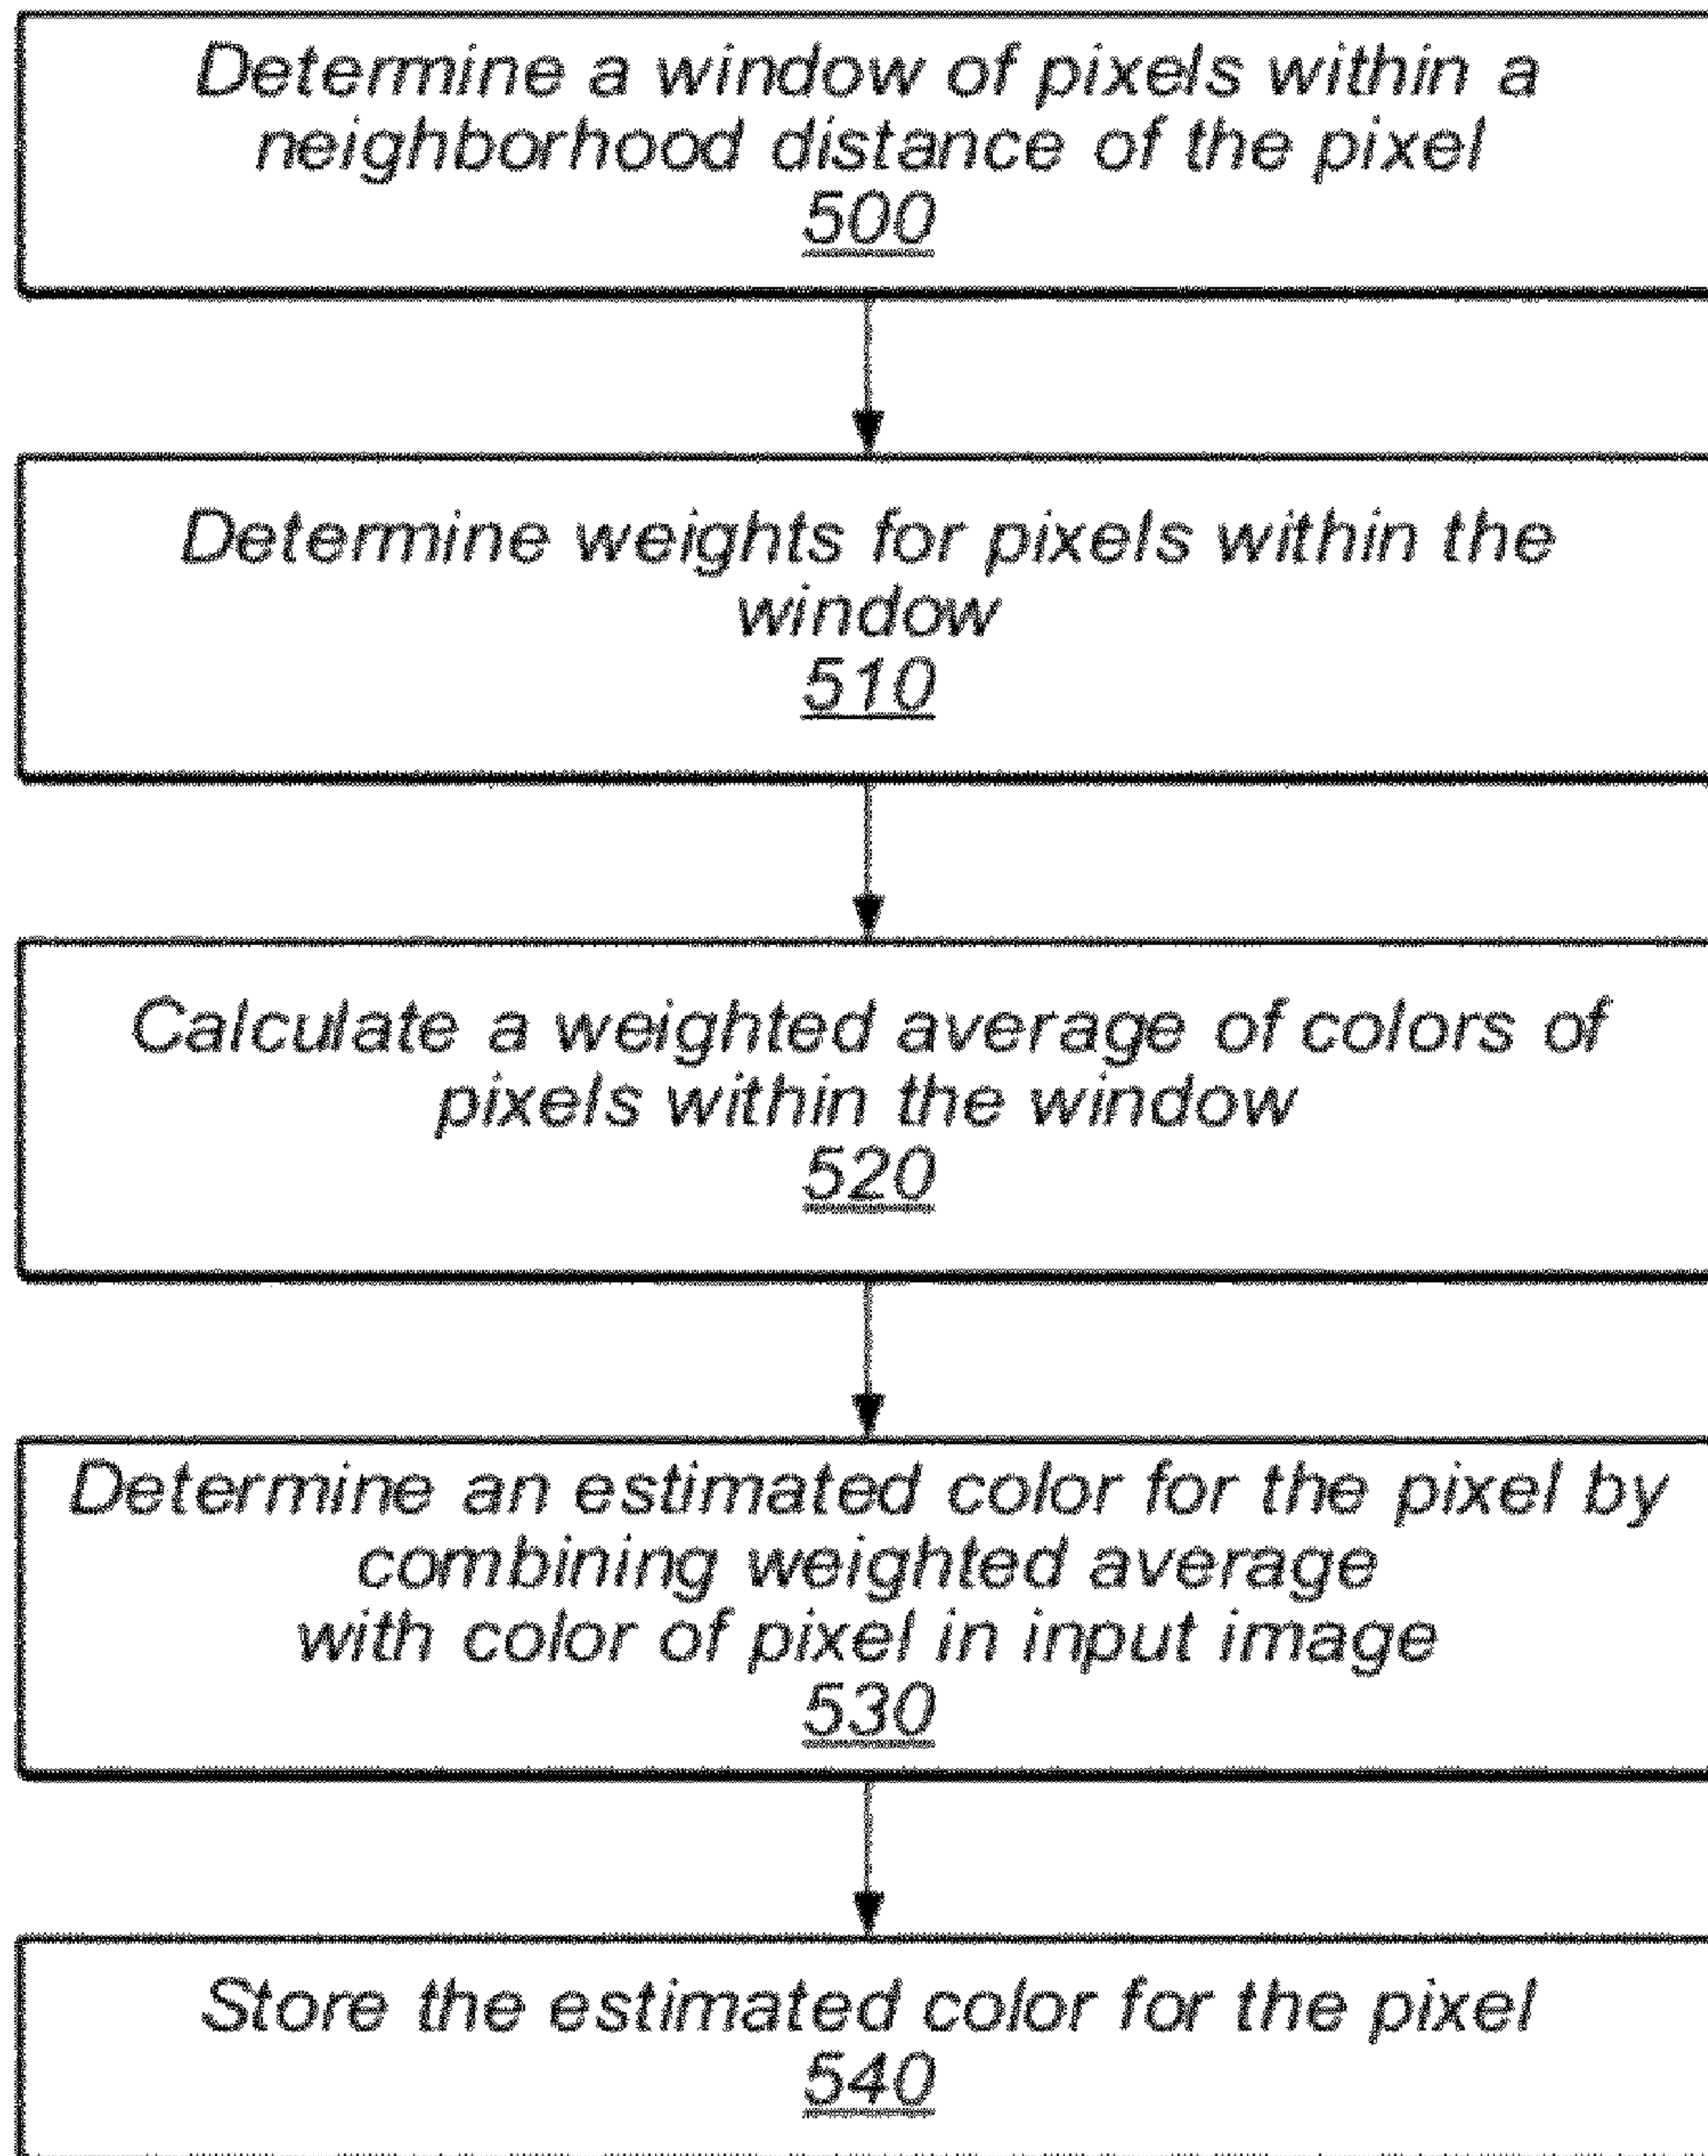 Determine a window of pixels within a
neighborhood distance of the pixel
500
Determine weights for pixels within the
window
510
Calculate a weighted average of colors of
pixels within the window
520
Determine an estimated color for the pixel by
combining weighted average
with color of pixel in input image
530
Store the estimated color for the pixel
540